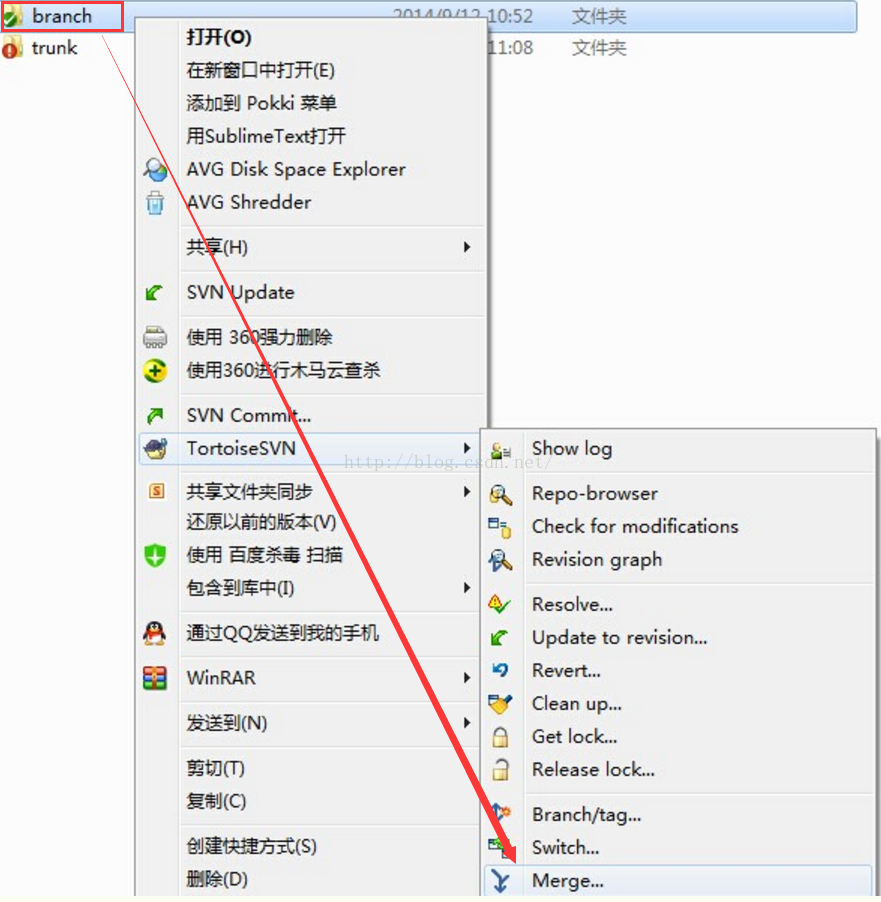 branch 2014/9/12 10:52 文件夹
trunk 11:08 文件夹
打开(O)
在新窗口中打开(E)
添加到 Pokki 菜单
用SublimeText打开
AVG Disk Space Explorer
AVG Shredder
共享(H)
SVN Update
使用 360强力删除
使用360进行木马云查杀
SVN Commit...
TortoiseSVN
http://blog.csdn.net/
共享文件夹同步
还原以前的版本(V)
使用 百度杀毒 扫描
包含到库中(I)
通过QQ发送到我的手机
WinRAR
发送到(N)
剪切(T)
复制(C)
创建快捷方式(S)
删除(D)
Show log
Repo-browser
Check for modifications
Revision graph
Resolve...
Update to revision...
Revert...
Clean up...
Get lock...
Release lock...
Branch/tag...
Switch...
Merge...